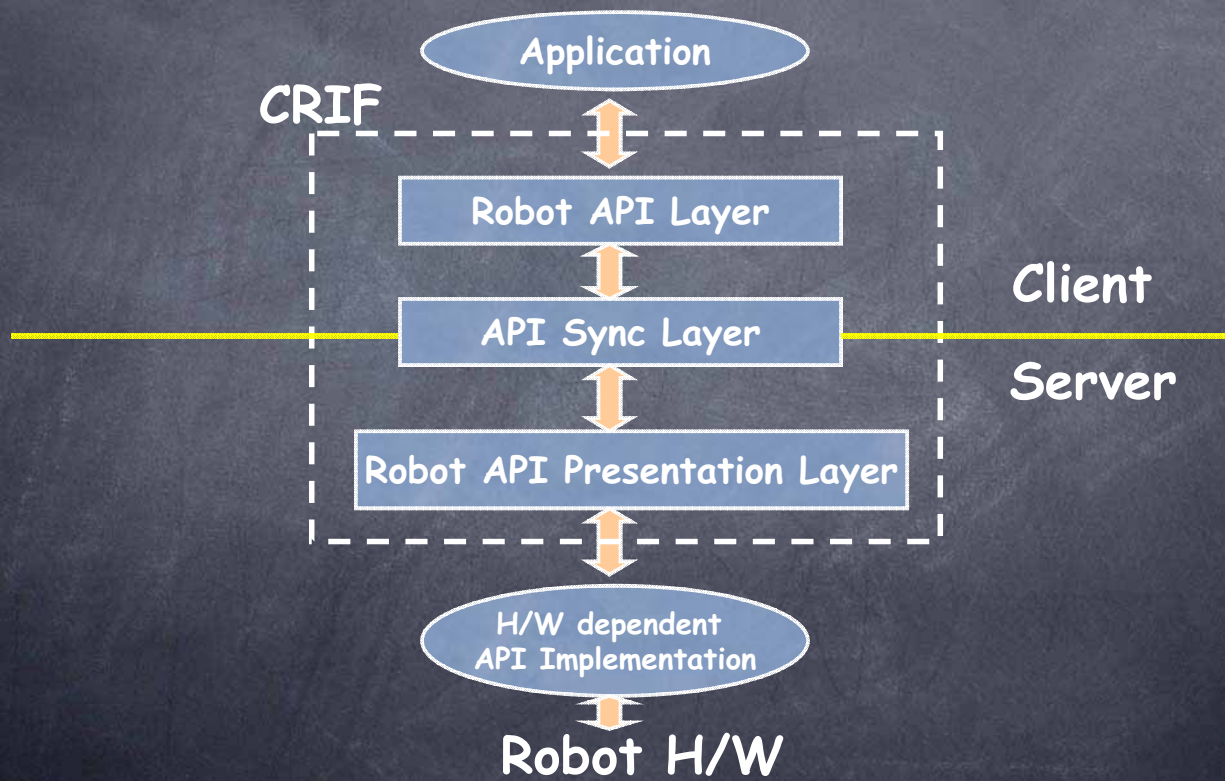 Application
CRIF
Robot API Layer
Client
API Sync Layer
Server
Robot API Presentation Layer
H/W dependent
API Implementation
Robot H/W